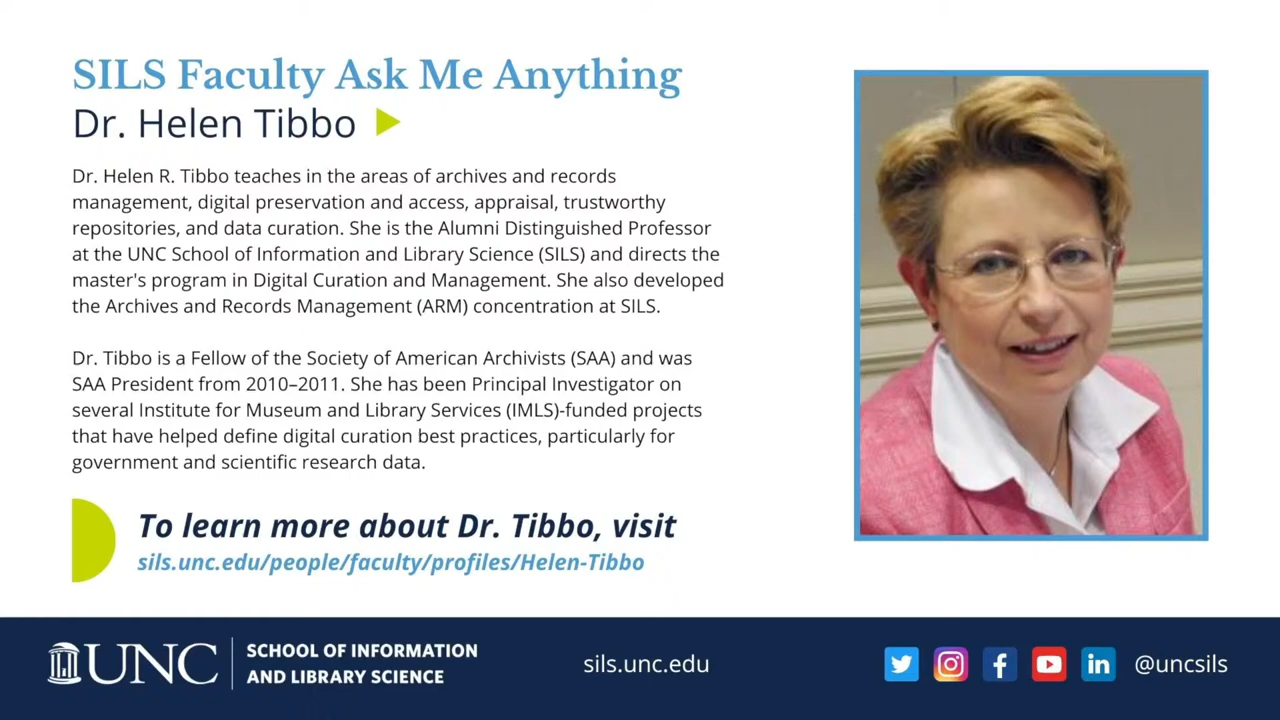 SILS Faculty Ask Me Anything
Dr. Helen Tibbo
Dr. Helen R. Tibbo teaches in the areas of archives and records
management, digital preservation and access, appraisal, trustworthy
repositories, and data curation. She is the Alumni Distinguished Professor
at the UNC School of Information and Library Science (SILS) and directs the
master's program in Digital Curation and Management. She also developed
the Archives and Records Management (ARM) concentration at SILS.
Dr. Tibbo is a Fellow of the Society of American Archivists (SAA) and was
SAA President from 2010–2011. She has been Principal Investigator on
several Institute for Museum and Library Services (IMLS)-funded projects
that have helped define digital curation best practices, particularly for
government and scientific research data.
To learn more about Dr. Tibbo, visit
sils.unc.edu/people/faculty/profiles/Helen-Tibbo
UNC
SCHOOL OF INFORMATION
AND LIBRARY SCIENCE
sils.unc.edu
@uncsils